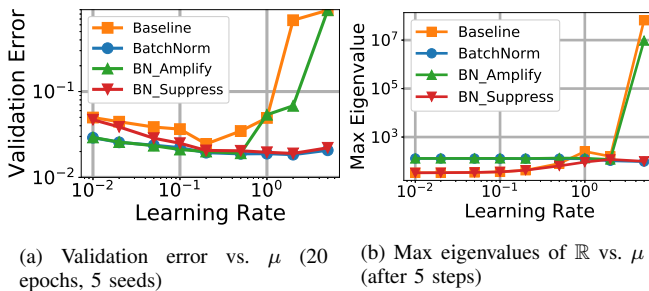 Validation Error
10^-1
10^-2
Baseline
BatchNorm
BN_Amplify
BN_Suppress
10^-2
10^-1
10^0
Learning Rate
(a) Validation error vs. μ (20
epochs, 5 seeds)
Max Eigenvalue
10^7
10^5
10^3
Baseline
BatchNorm
BN_Amplify
BN_Suppress
10^-2
10^-1
10^0
Learning Rate
(b) Max eigenvalues of ℝ vs. μ
(after 5 steps)